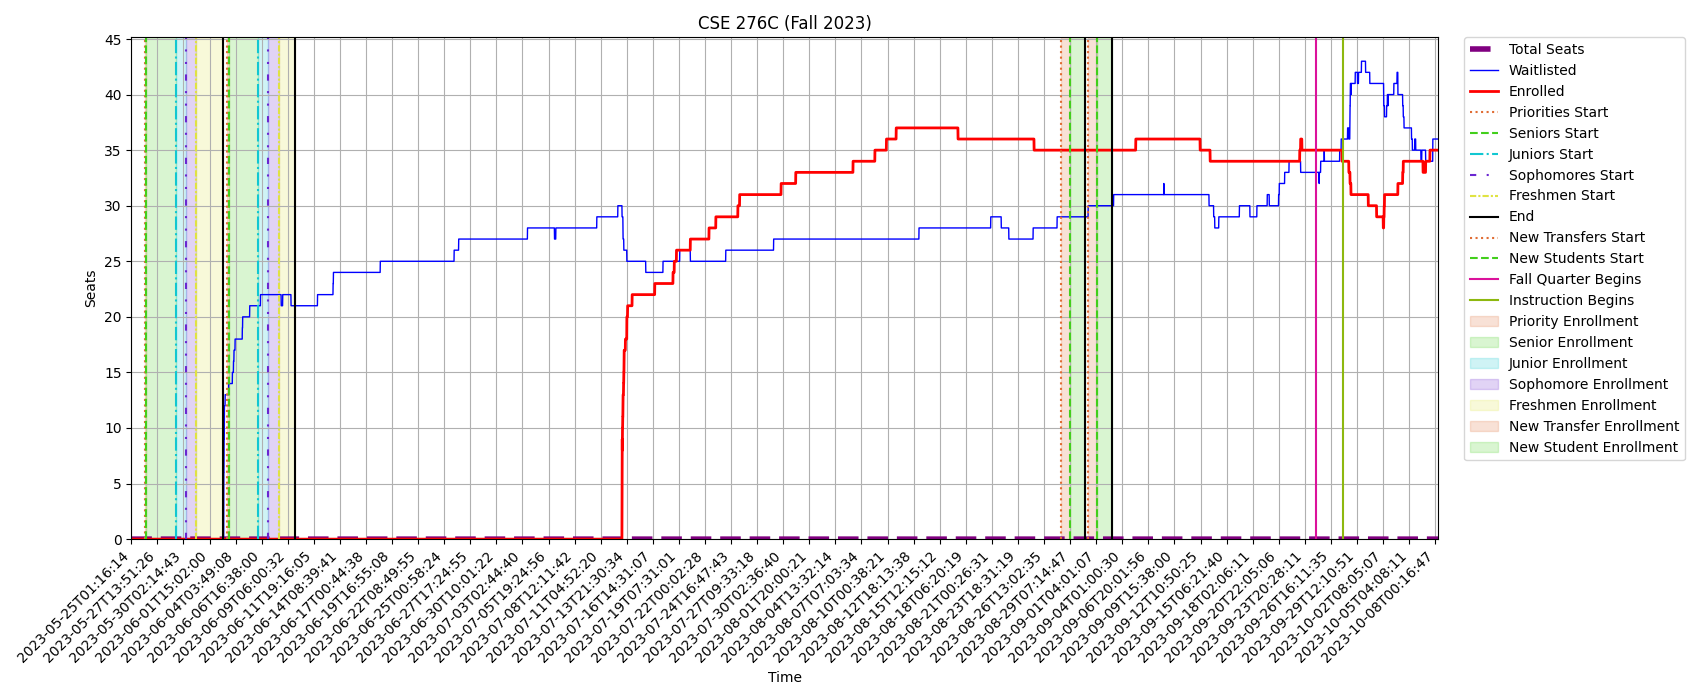 CSE 276C (Fall 2023)
Seats
45
40
35
30
25
20
15
10
5
0
2023-05-25T01:16:14
2023-05-27T13:51:26
2023-05-30T02:14:43
2023-06-01T15:02:00
2023-06-04T03:49:08
2023-06-06T16:38:00
2023-06-09T06:00:32
2023-06-11T19:16:05
2023-06-14T08:39:41
2023-06-17T00:44:38
2023-06-19T16:55:08
2023-06-22T08:49:55
2023-06-25T00:58:24
2023-06-27T17:24:55
2023-06-30T10:01:22
2023-07-03T02:44:40
2023-07-05T19:24:56
2023-07-08T12:11:42
2023-07-11T04:52:20
2023-07-13T21:30:34
2023-07-16T14:31:07
2023-07-19T07:31:01
2023-07-22T00:02:28
2023-07-24T16:47:43
2023-07-27T09:33:18
2023-07-30T02:36:40
2023-08-01T20:00:21
2023-08-04T13:32:14
2023-08-07T07:03:34
2023-08-10T00:38:21
2023-08-12T18:13:38
2023-08-15T12:15:12
2023-08-18T06:20:19
2023-08-21T00:26:31
2023-08-23T18:31:19
2023-08-26T13:02:35
2023-08-29T07:14:47
2023-09-01T04:01:07
2023-09-04T01:00:30
2023-09-06T20:01:56
2023-09-09T15:38:00
2023-09-12T10:50:25
2023-09-15T06:21:40
2023-09-18T02:06:11
2023-09-20T22:05:06
2023-09-23T20:28:11
2023-09-26T16:11:35
2023-09-29T12:10:51
2023-10-02T08:05:07
2023-10-05T04:08:11
2023-10-08T00:16:47
Time
Total Seats
Waitlisted
Enrolled
Priorities Start
Seniors Start
Juniors Start
Sophomores Start
Freshmen Start
End
New Transfers Start
New Students Start
Fall Quarter Begins
Instruction Begins
Priority Enrollment
Senior Enrollment
Junior Enrollment
Sophomore Enrollment
Freshmen Enrollment
New Transfer Enrollment
New Student Enrollment